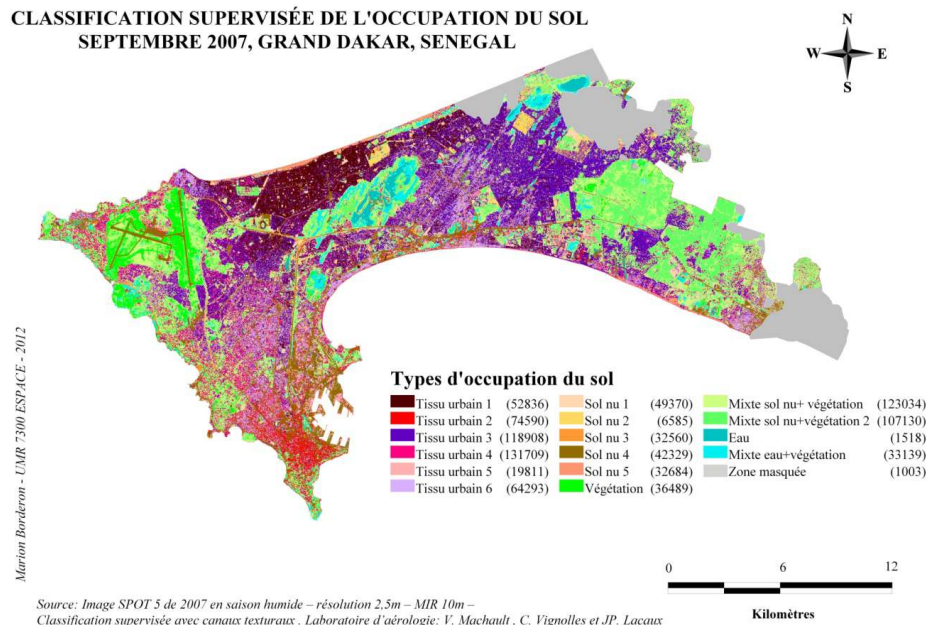 CLASSIFICATION SUPERVISÉE DE L'OCCUPATION DU SOL
SEPTEMBRE 2007, GRAND DAKAR, SENEGAL
N
W E
S
Marion Borderon - UMR 7300 ESPACE - 2012
Types d'occupation du sol
Tissu urbain 1 (52836)
Tissu urbain 2 (74590)
Tissu urbain 3 (118908)
Tissu urbain 4 (131709)
Tissu urbain 5 (19811)
Tissu urbain 6 (64293)
Sol nu 1 (49370)
Sol nu 2 (6585)
Sol nu 3 (32560)
Sol nu 4 (42329)
Sol nu 5 (32684)
Végétation (36489)
Mixte sol nu+ végétation (123034)
Mixte sol nu+végétation 2 (107130)
Eau (1518)
Mixte eau+végétation (33139)
Zone masquée (1003)
0 6 12
Kilomètres
Source: Image SPOT 5 de 2007 en saison humide – résolution 2,5m – MIR 10m –
Classification supervisée avec canaux texturaux . Laboratoire d'aérologie: V. Machault , C. Vignolles et JP. Lacaux